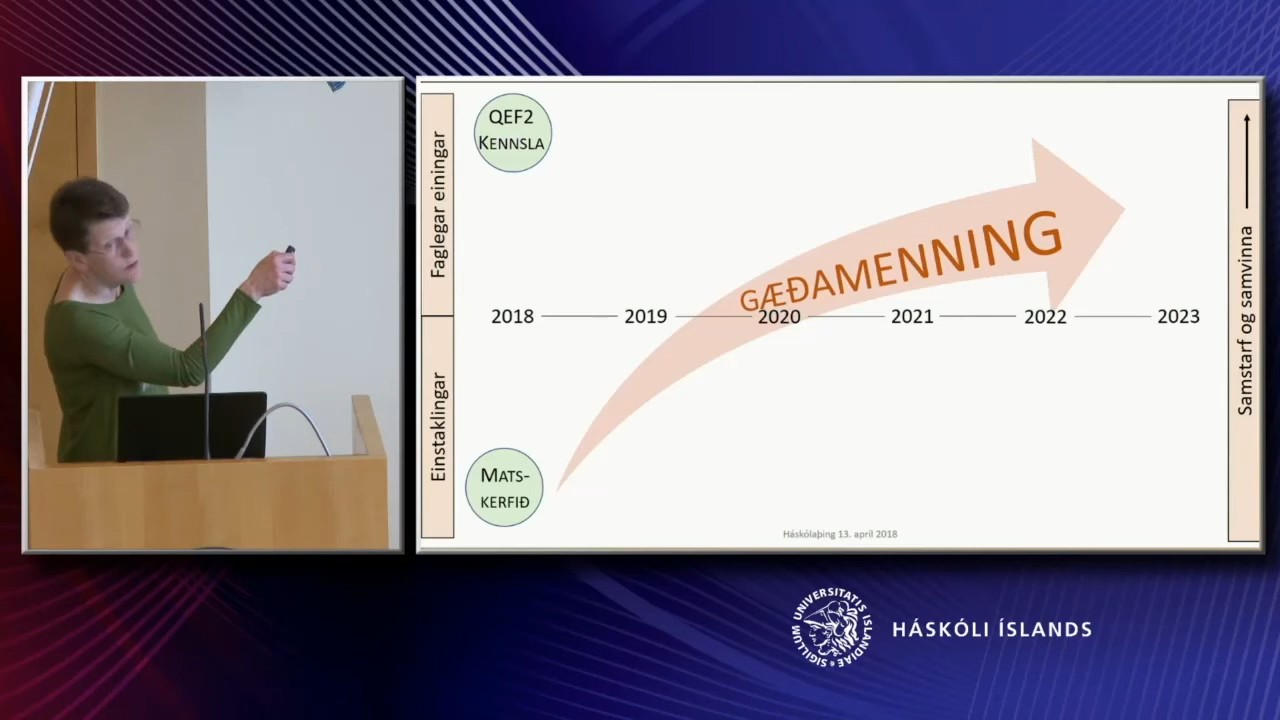 QEF2
KENNSLA
Faglegar einingar
GÆÐAMENNING
2018
2019
2020
2021
2022
2023
Einstaklingar
MATS-
KERFIÐ
Samstarf og samvinna
Háskólaþing 13. apríl 2018
SIGILLUM UNIVERSITATIS ISLANDIAE
HÁSKÓLI ÍSLANDS